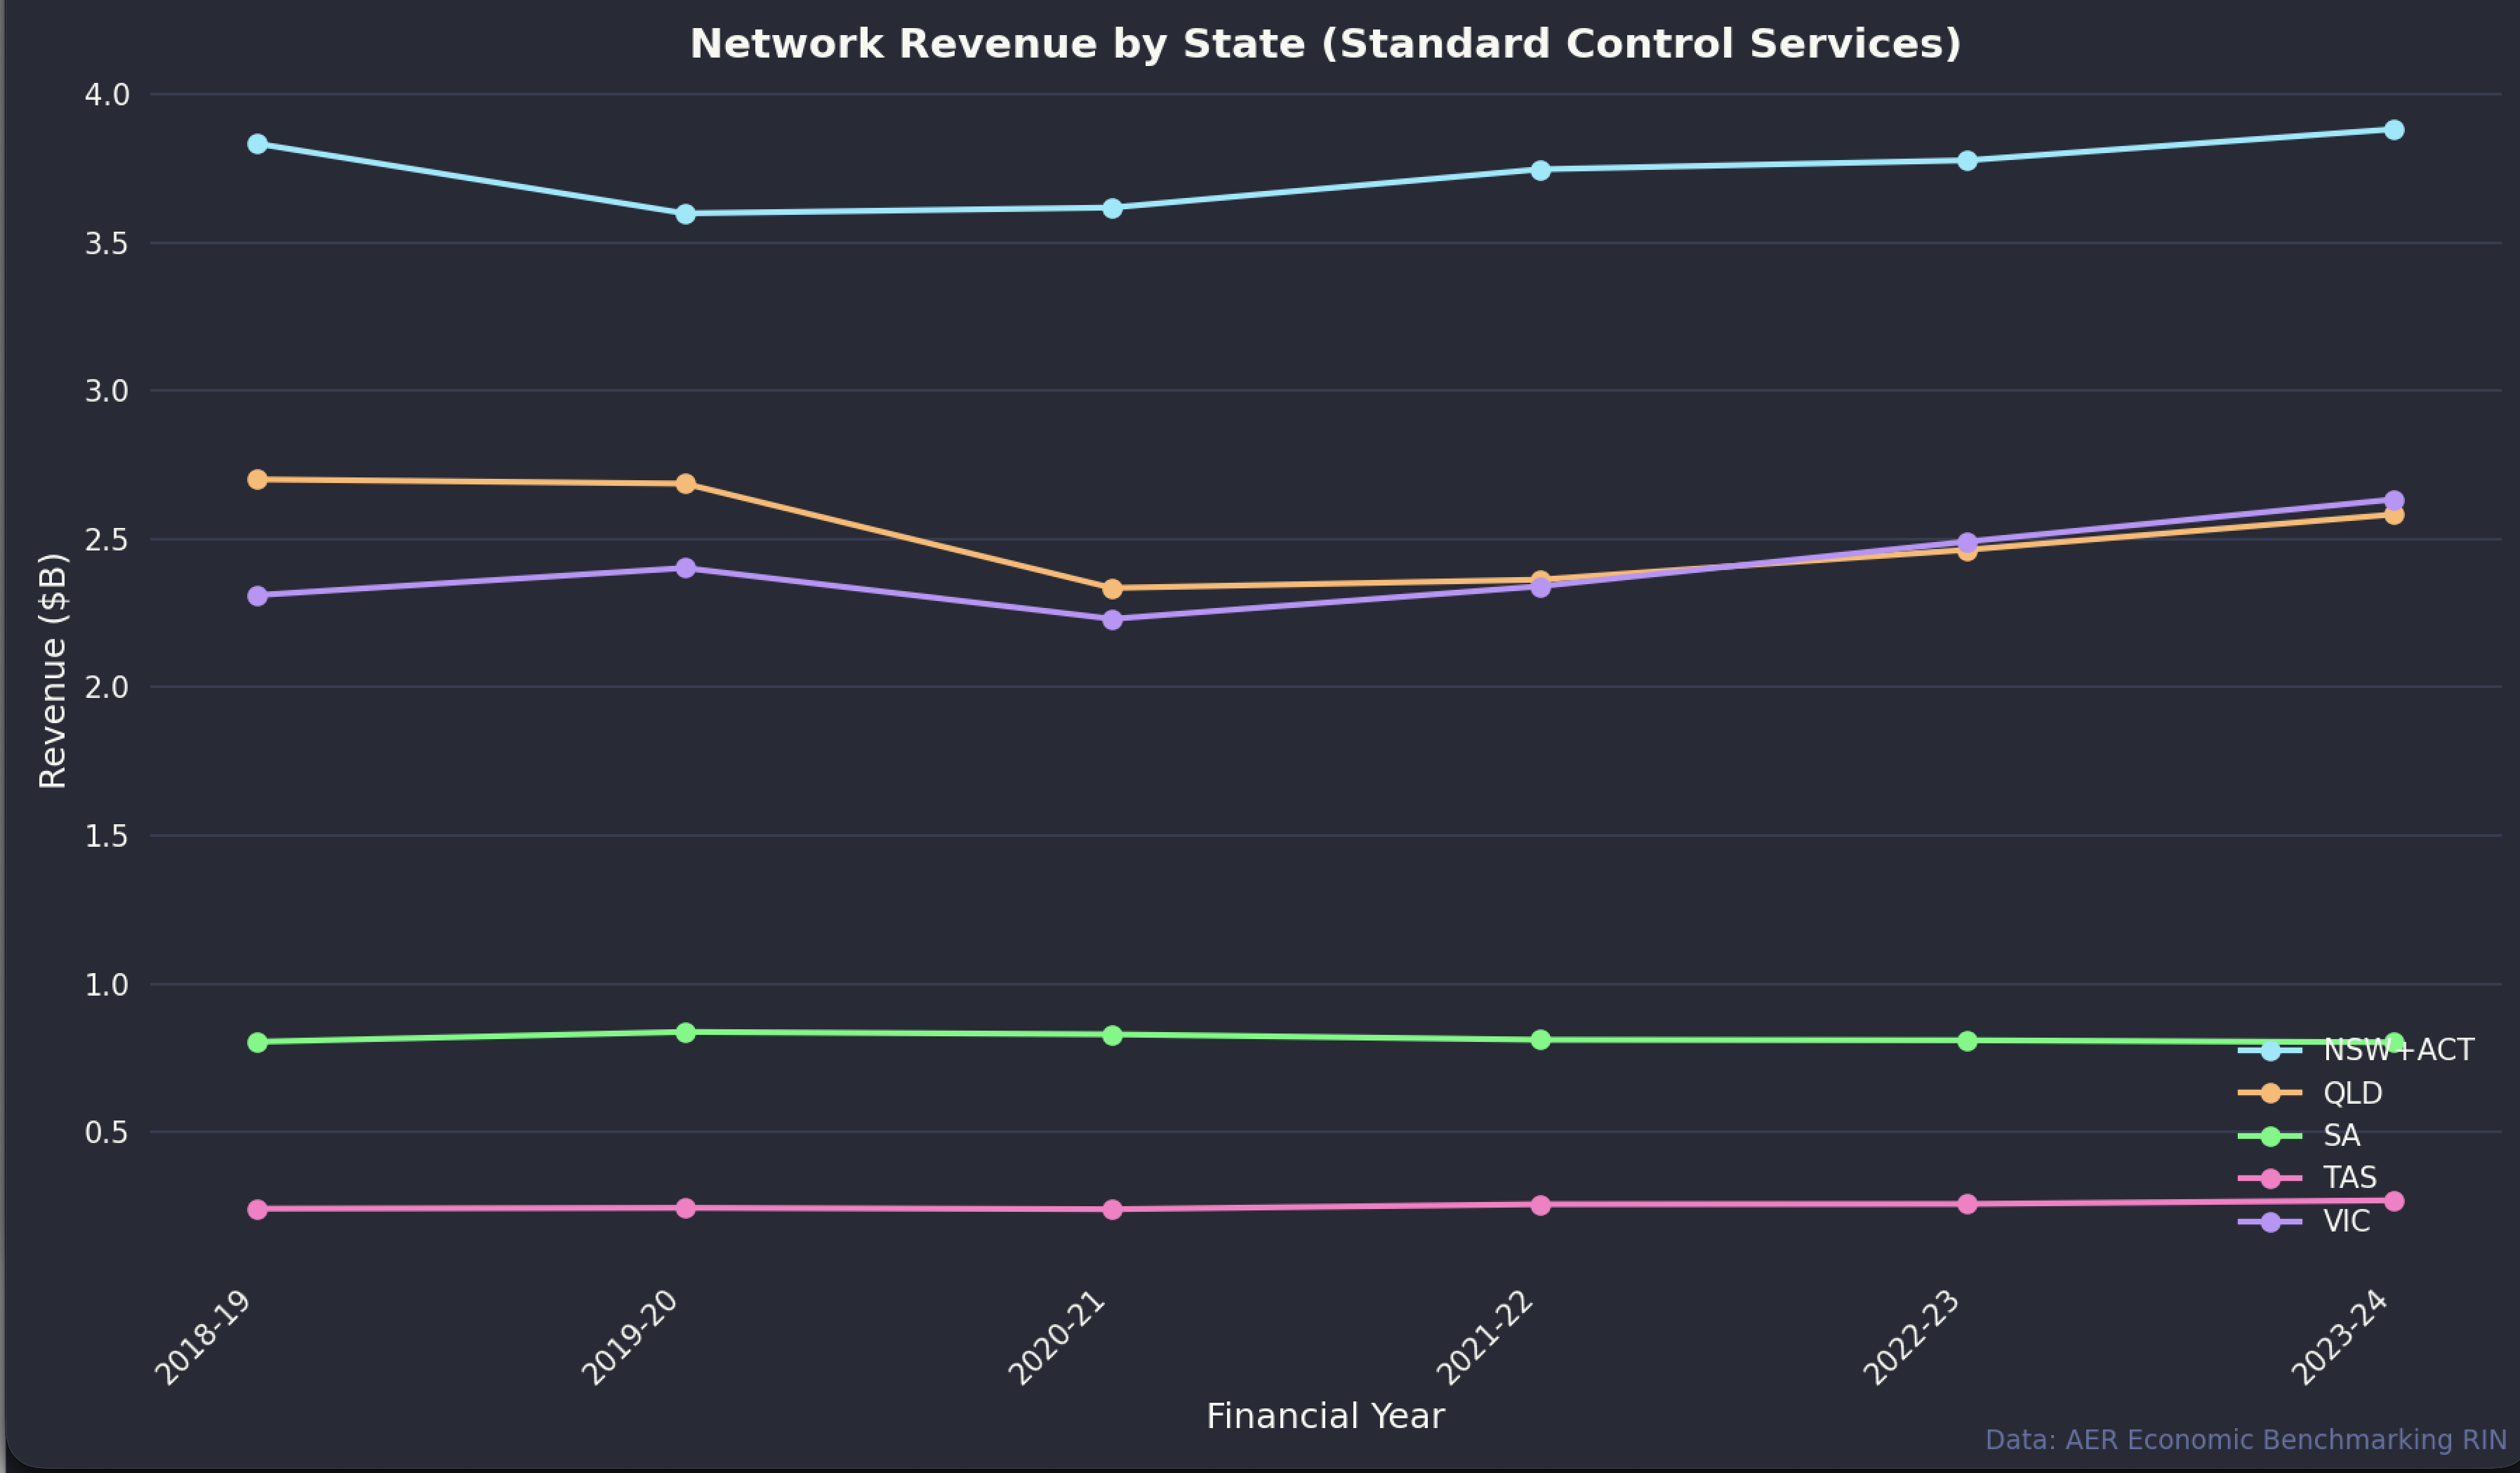 Network Revenue by State (Standard Control Services)
4.0
3.5
3.0
2.5
2.0
1.5
1.0
0.5
Revenue ($B)
NSW+ACT
QLD
SA
TAS
VIC
2018-19
2019-20
2020-21
2021-22
2022-23
2023-24
Financial Year
Data: AER Economic Benchmarking RIN